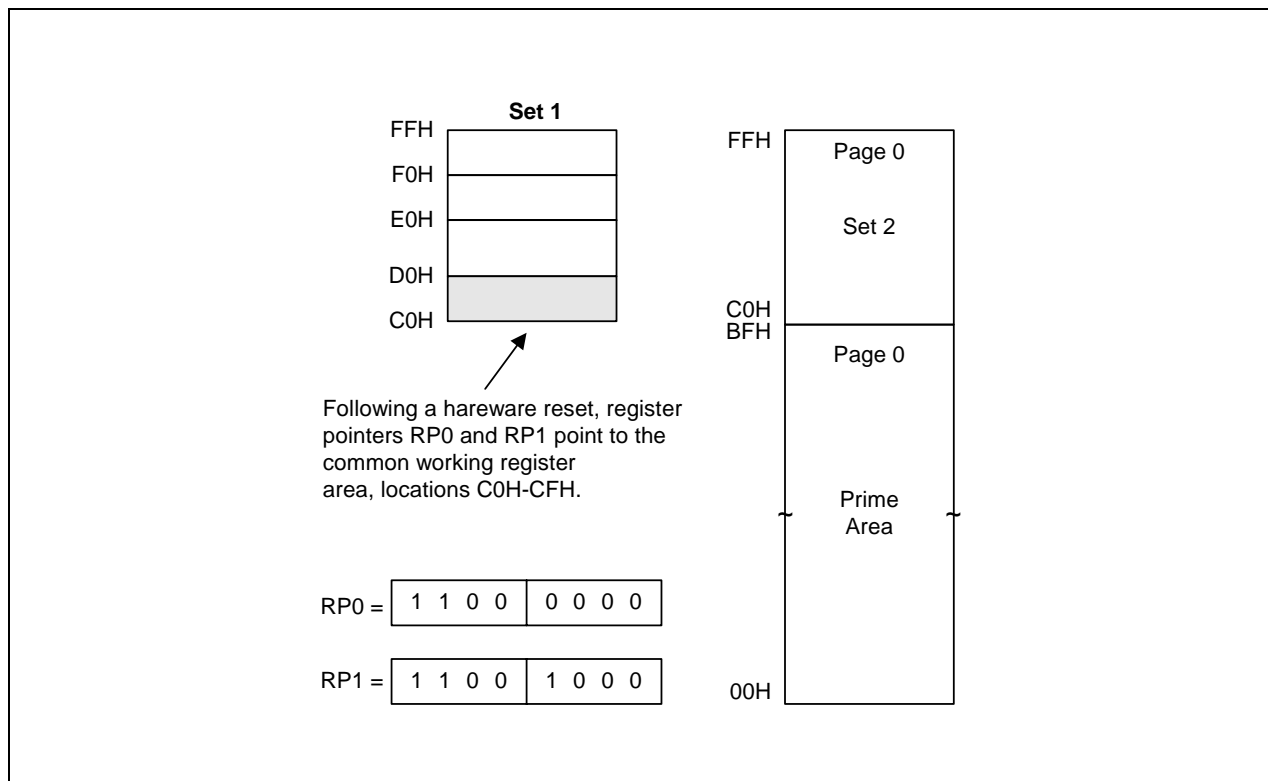 Set 1
FFH
F0H
E0H
D0H
C0H
Following a hareware reset, register
pointers RP0 and RP1 point to the
common working register
area, locations C0H-CFH.
RP0 = 1 1 0 0 0 0 0 0
RP1 = 1 1 0 0 1 0 0 0
FFH
Page 0
Set 2
C0H
BFH
Page 0
~ Prime ~
Area
00H